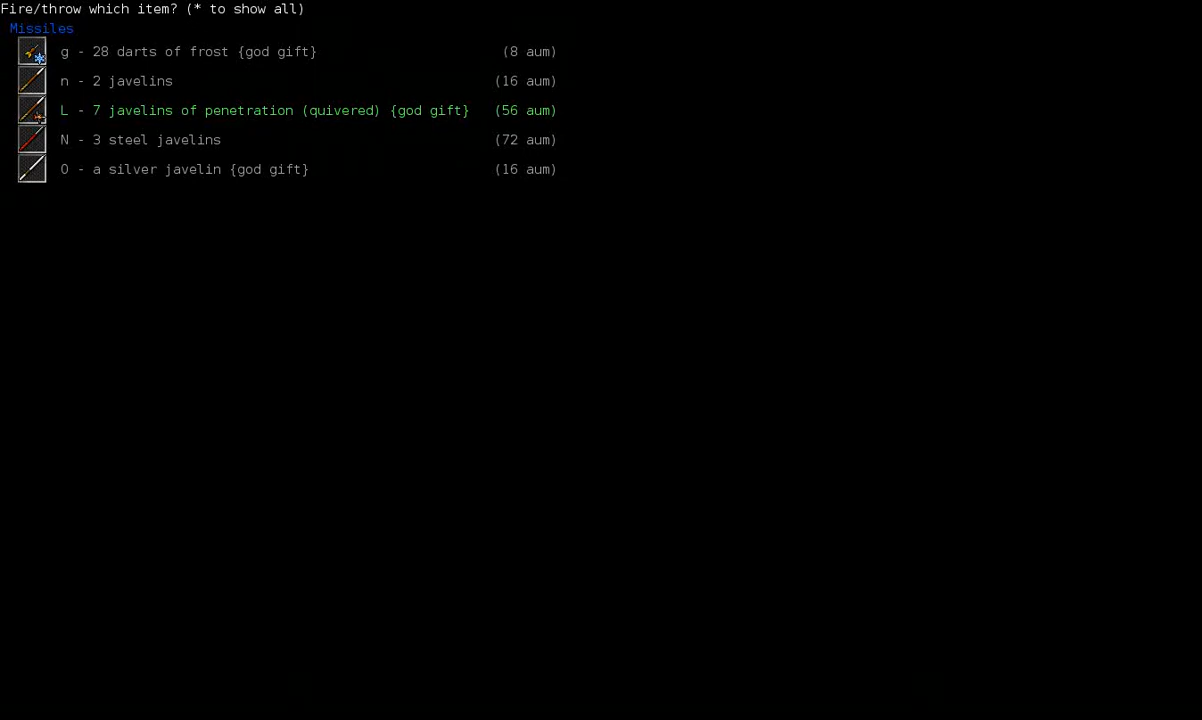 Fire/throw which item? (* to show all)
Missiles
g - 28 darts of frost {god gift} (8 aum)
n - 2 javelins (16 aum)
L - 7 javelins of penetration (quivered) {god gift} (56 aum)
N - 3 steel javelins (72 aum)
O - a silver javelin {god gift} (16 aum)